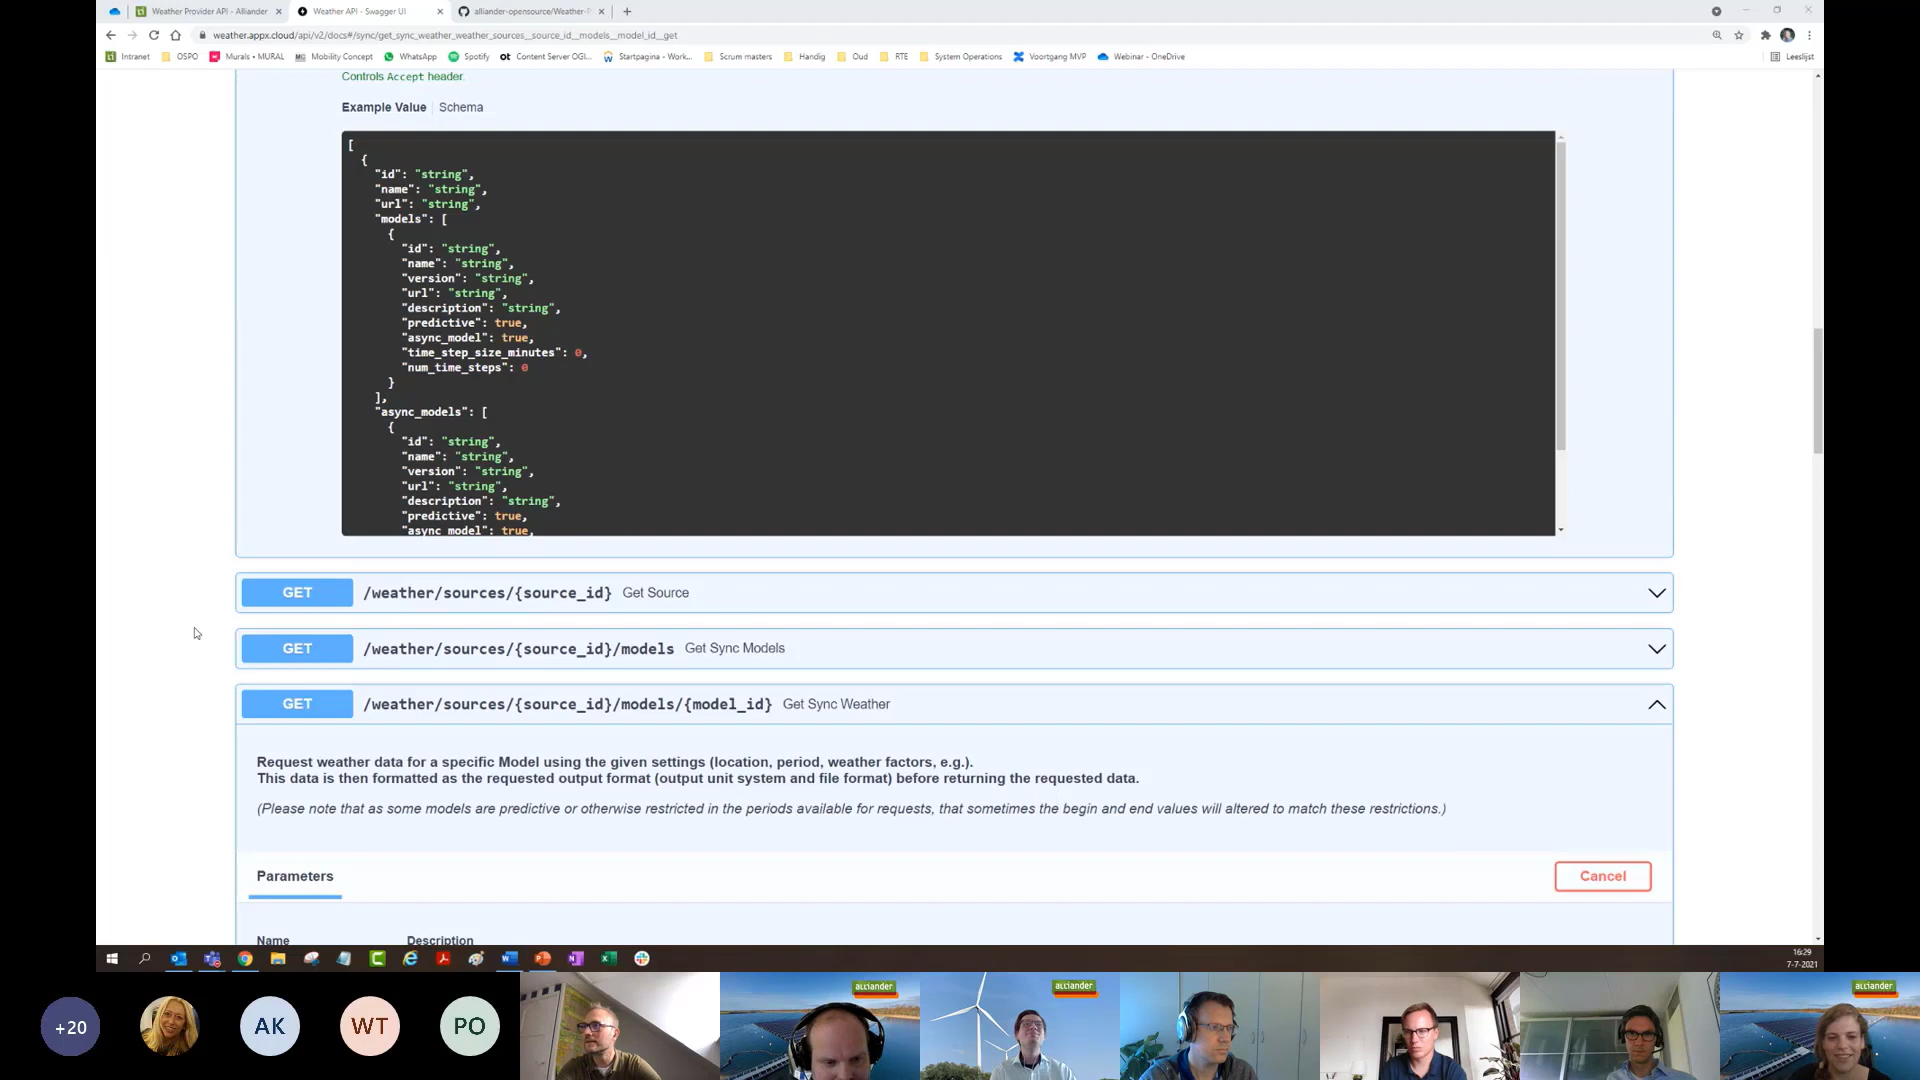 Weather Provider API - Alliander
Weather API - Swagger UI
alliander-opensource/Weather-P
weather.appx.cloud/api/v2/docs#/sync/get_sync_weather_weather_sources__source_id__models__model_id__get
Intranet
OSPO
Murals • MURAL
Mobility Concept
WhatsApp
Spotify
ot
Content Server OGI...
Startpagina - Work...
Scrum masters
Handig
Oud
RTE
System Operations
Voortgang MVP
Webinar - OneDrive
Leeslijst
Controls Accept header.
Example Value
Schema
[
{
"id": "string",
"name": "string",
"url": "string",
"models": [
{
"id": "string",
"name": "string",
"version": "string",
"url": "string",
"description": "string",
"predictive": true,
"async_model": true,
"time_step_size_minutes": 0,
"num_time_steps": 0
}
],
"async_models": [
{
"id": "string",
"name": "string",
"version": "string",
"url": "string",
"description": "string",
"predictive": true,
"async_model": true,
GET /weather/sources/{source_id} Get Source
GET /weather/sources/{source_id}/models Get Sync Models
GET /weather/sources/{source_id}/models/{model_id} Get Sync Weather
Request weather data for a specific Model using the given settings (location, period, weather factors, e.g.).
This data is then formatted as the requested output format (output unit system and file format) before returning the requested data.
(Please note that as some models are predictive or otherwise restricted in the periods available for requests, that sometimes the begin and end values will altered to match these restrictions.)
Parameters
Cancel
Name
Description
16:29
7-7-2021
+20
AK
WT
PO
alliander
alliander
alliander